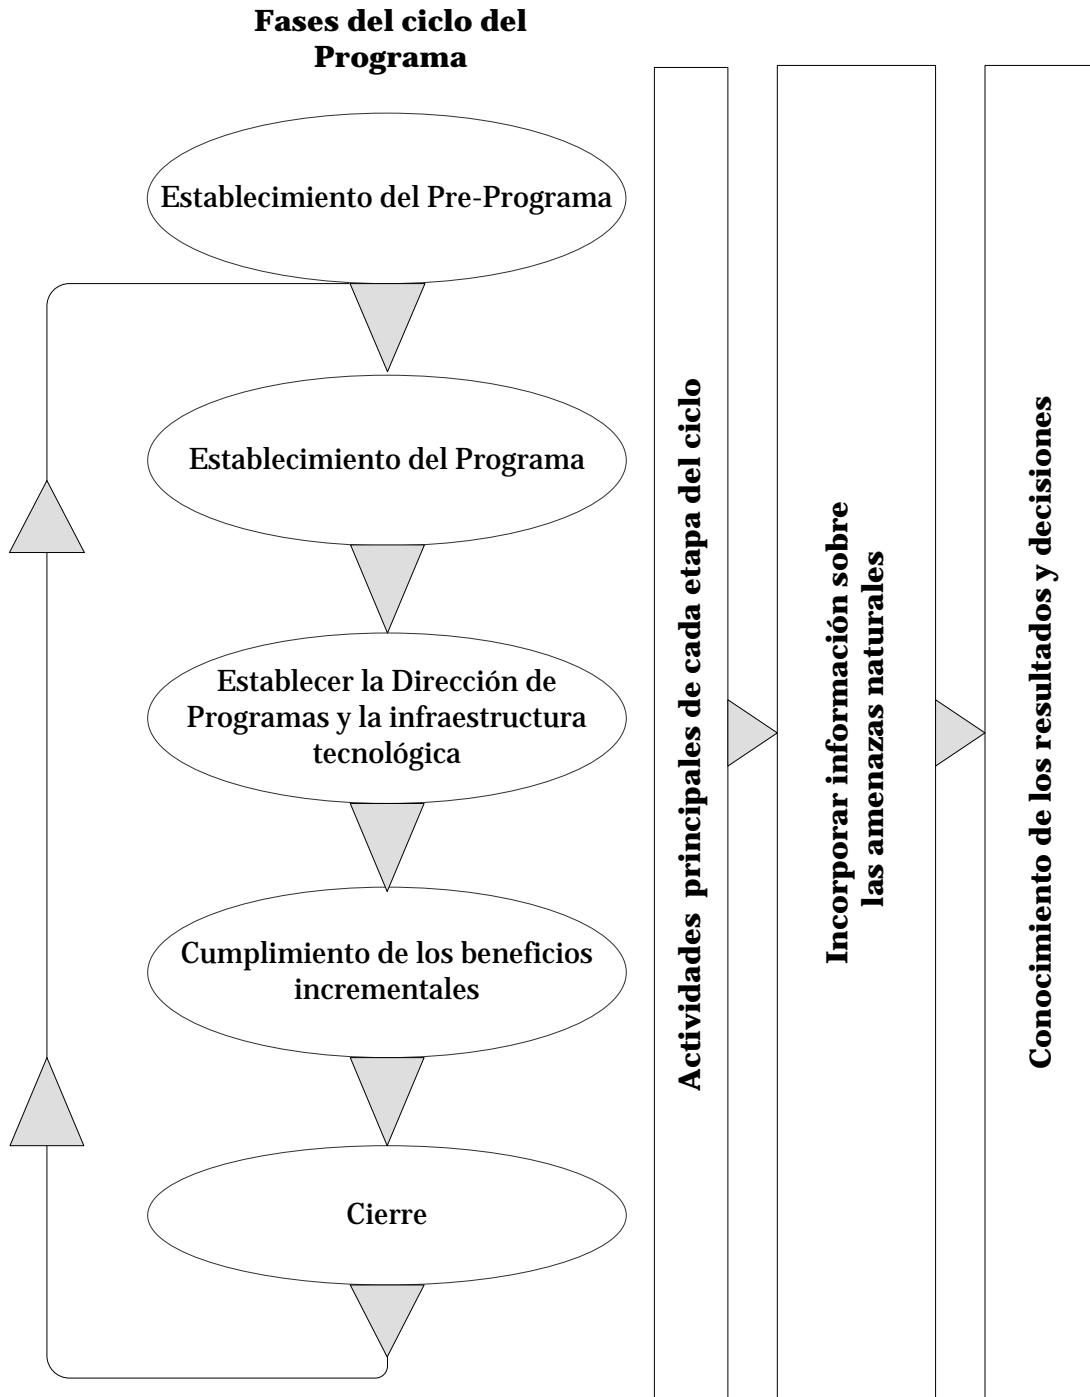 Fases del ciclo del
Programa
Establecimiento del Pre-Programa
Establecimiento del Programa
Establecer la Dirección de
Programas y la infraestructura
tecnológica
Cumplimiento de los beneficios
incrementales
Cierre
Actividades principales de cada etapa del ciclo
Incorporar información sobre
las amenazas naturales
Conocimiento de los resultados y decisiones